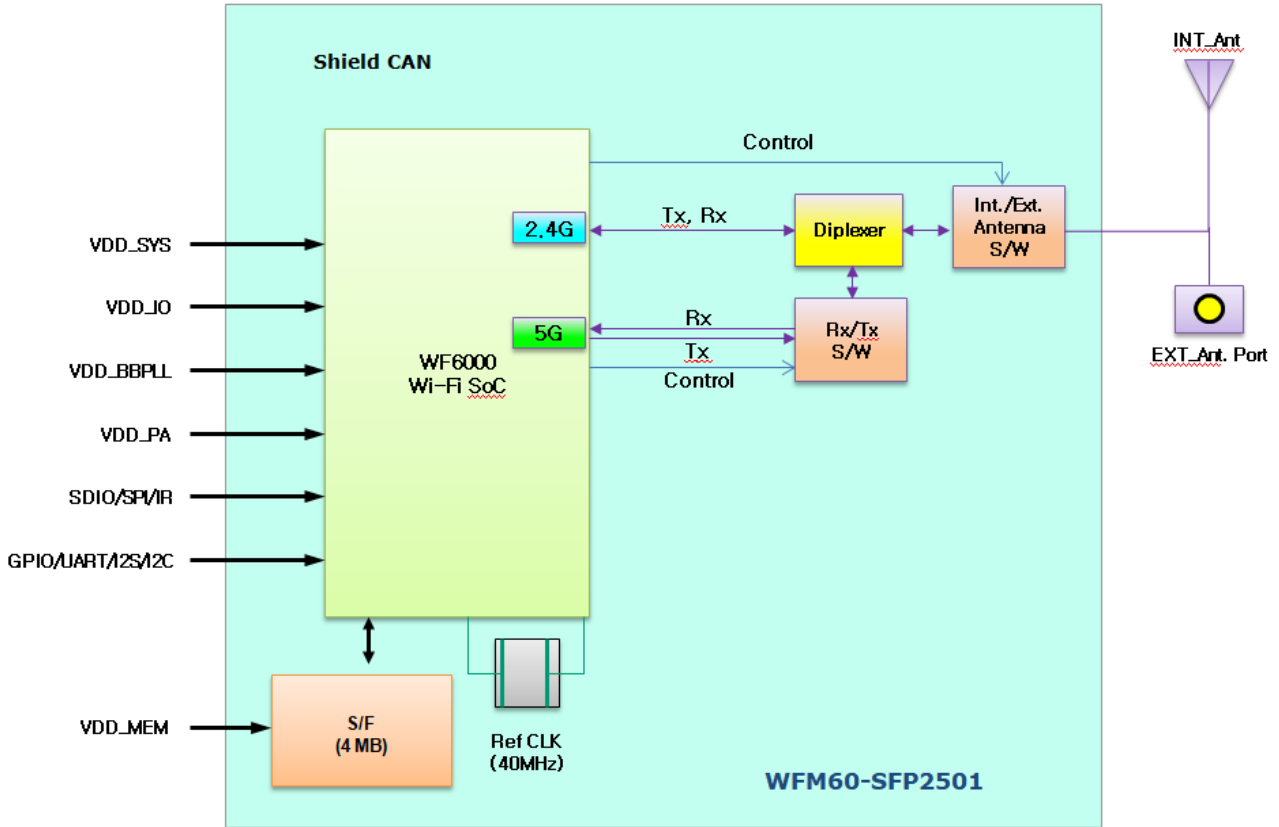 INT_Ant
Shield CAN
Control
Int./Ext.
Antenna
S/W
2.4G
Tx, Rx
Diplexer
VDD_SYS
VDD_IO
5G
Rx
Rx/Tx
S/W
Tx
Control
EXT_Ant. Port
WF6000
Wi-Fi SoC
VDD_BBPLL
VDD_PA
SDIO/SPI/IR
GPIO/UART/I2S/I2C
VDD_MEM
S/F
(4 MB)
Ref CLK
(40MHz)
WFM60-SFP2501